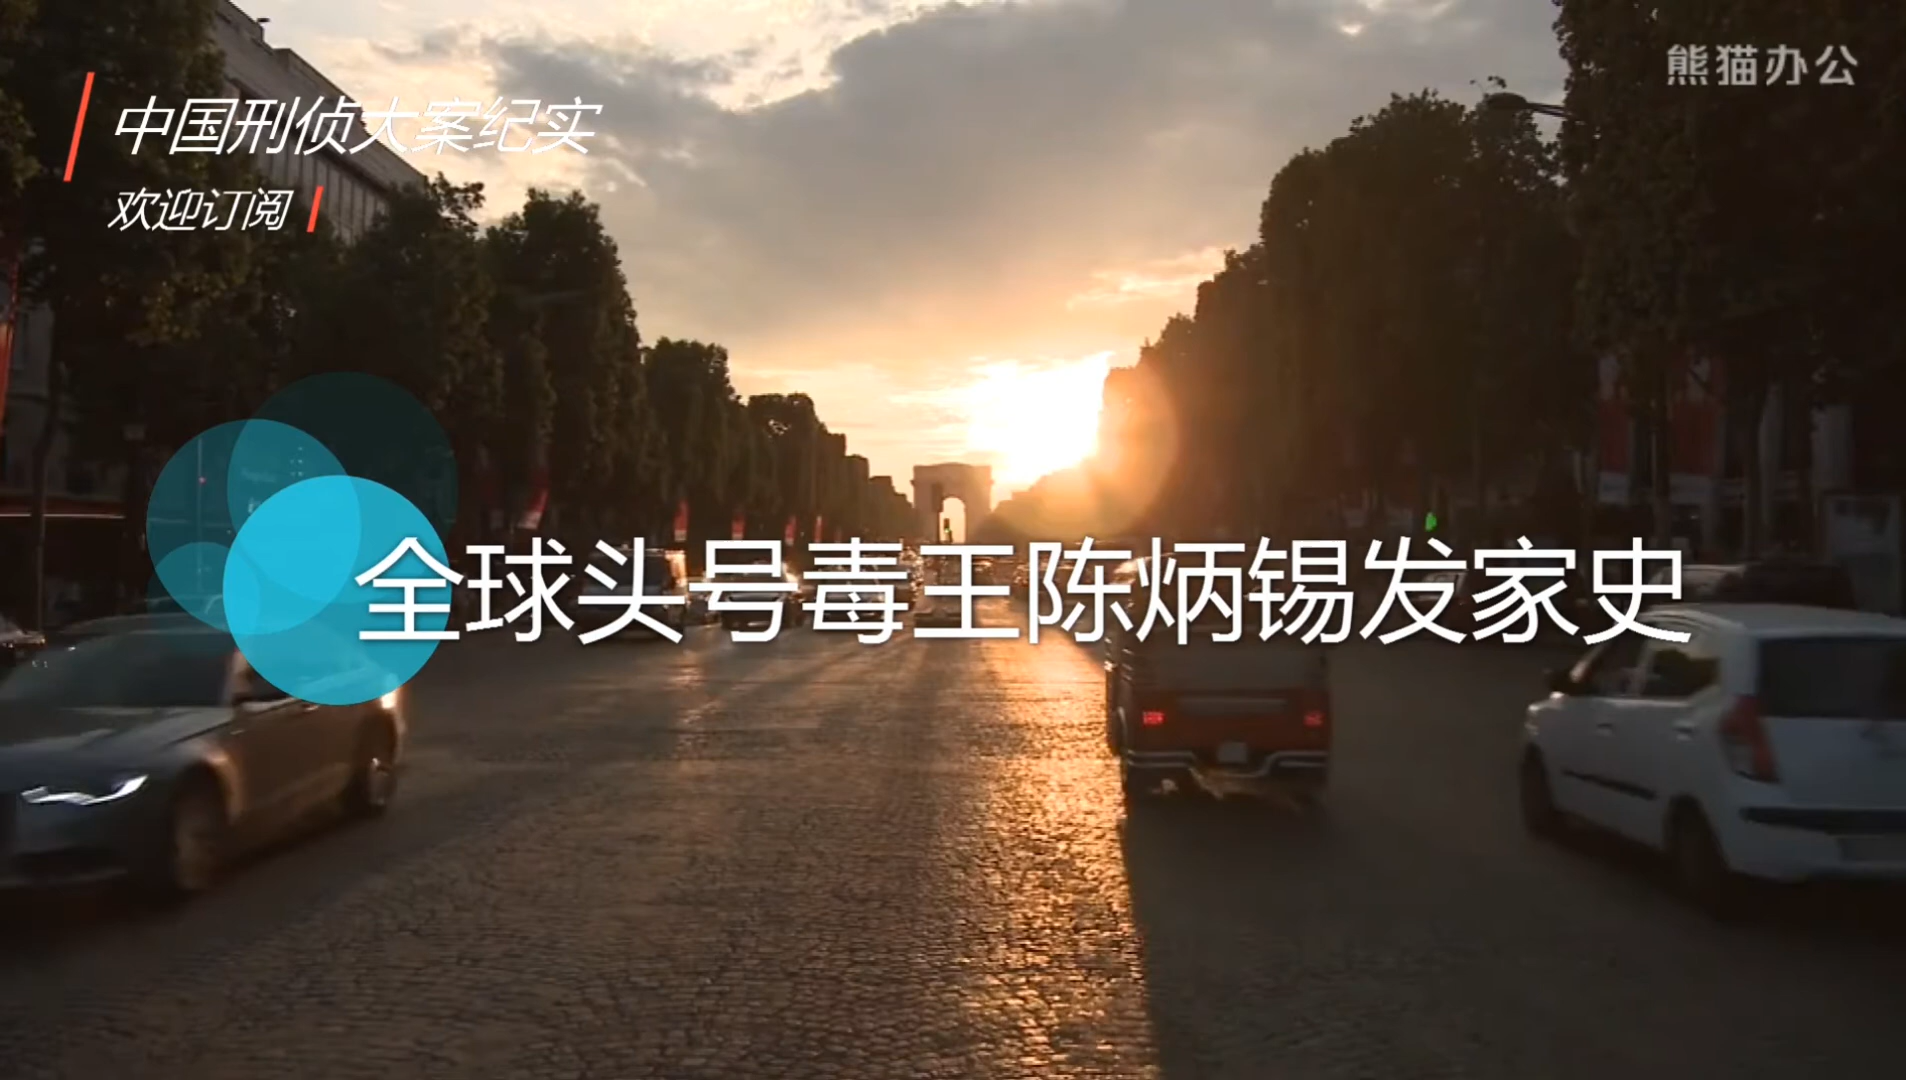 熊猫办公
中国刑侦大案纪实
欢迎订阅
全球头号毒王陈炳锡发家史